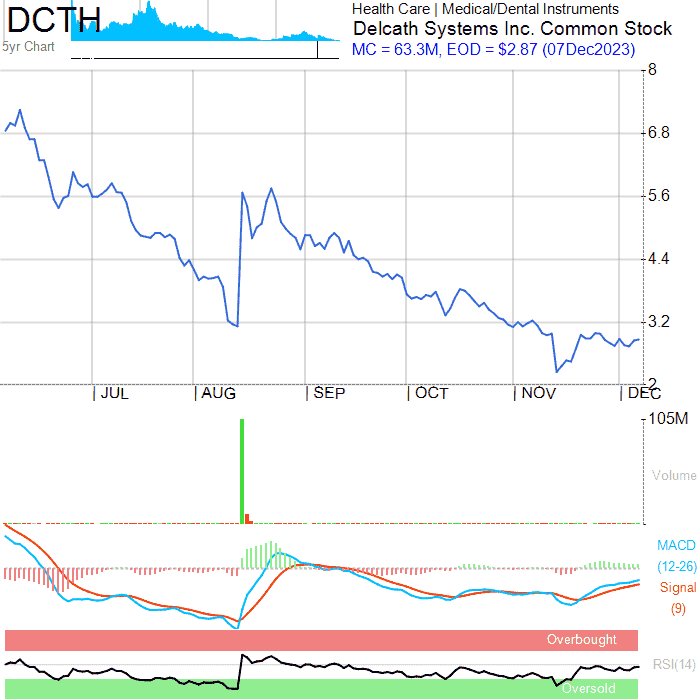 DCTH
5yr Chart
Health Care | Medical/Dental Instruments
Delcath Systems Inc. Common Stock
MC = 63.3M, EOD = $2.87 (07Dec2023)
8
6.8
5.6
4.4
3.2
2
JUL AUG SEP OCT NOV DEC
105M
Volume
MACD
(12-26)
Signal
(9)
Overbought
RSI(14)
Oversold